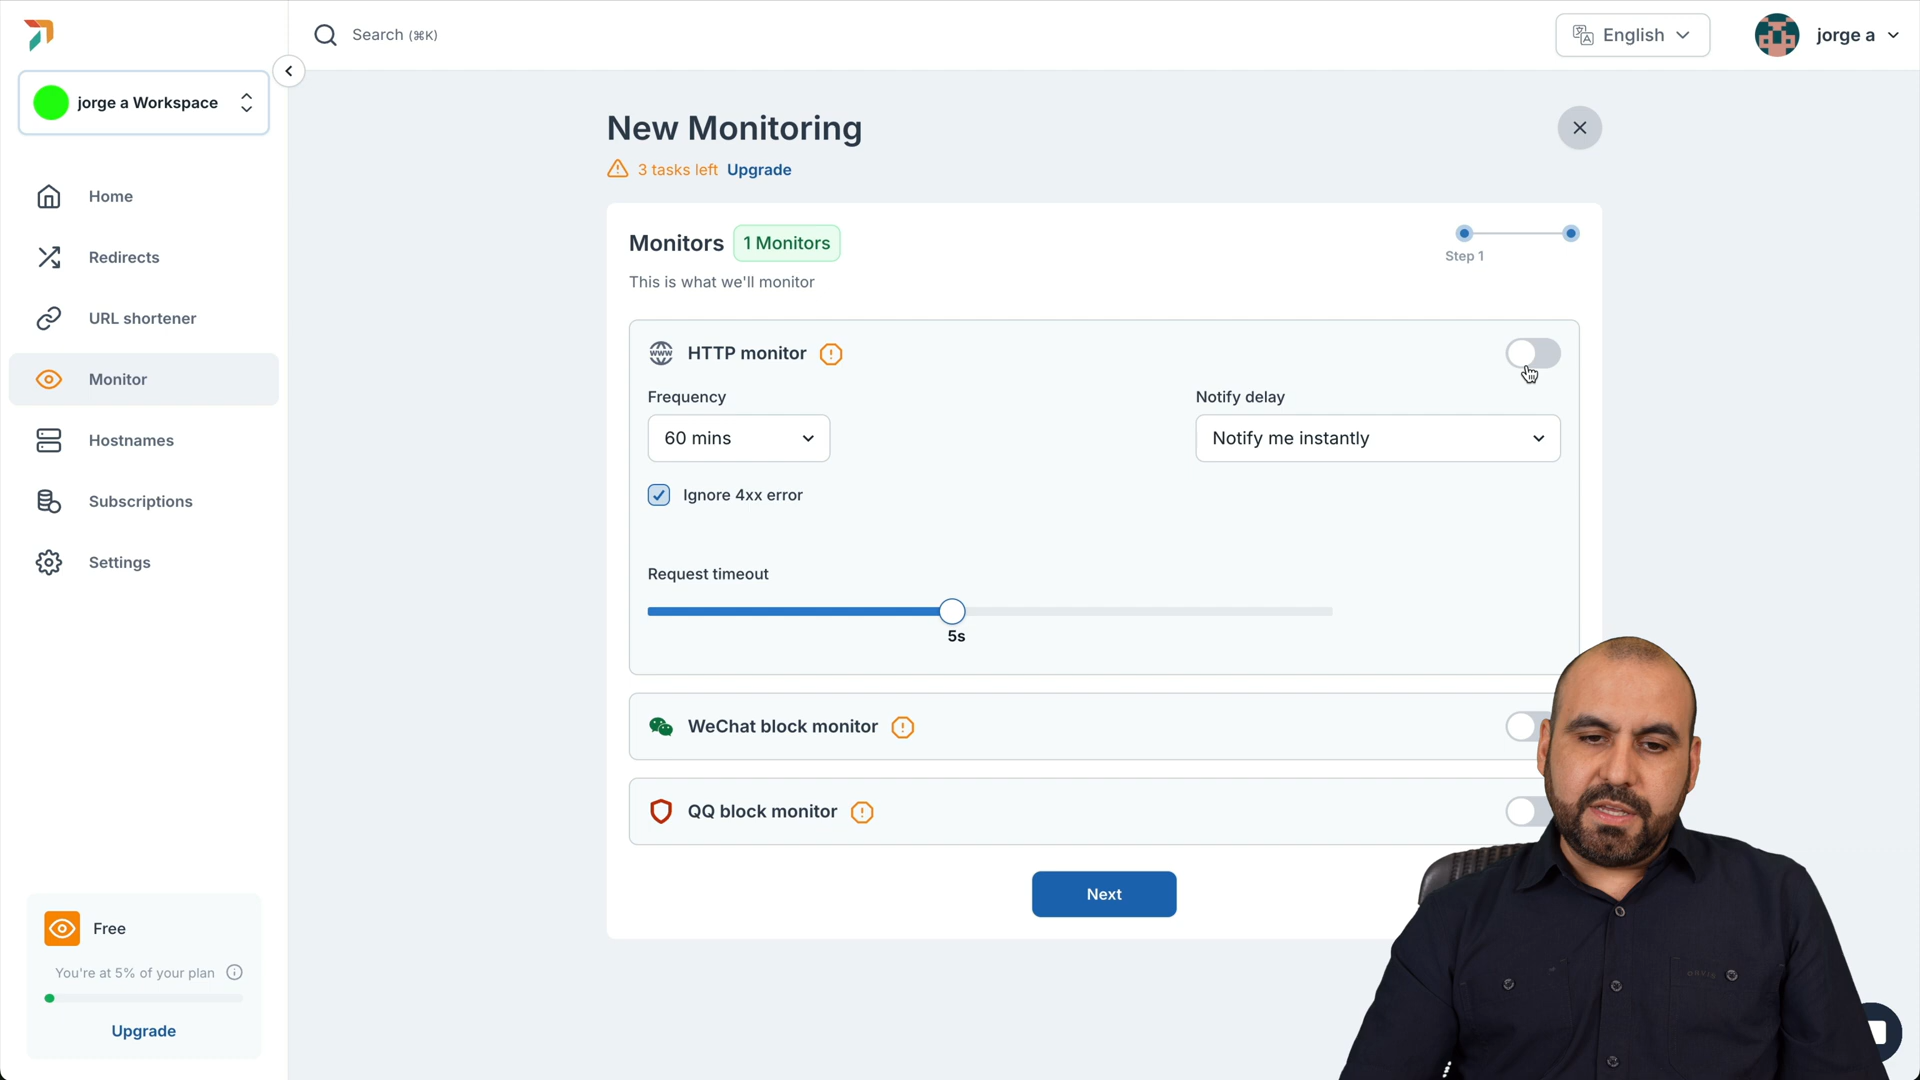 Search (⌘K)
English
jorge a
jorge a Workspace
Home
Redirects
URL shortener
Monitor
Hostnames
Subscriptions
Settings
Free
You're at 5% of your plan
Upgrade
New Monitoring
3 tasks left Upgrade
Monitors 1 Monitors
Step 1
This is what we'll monitor
www HTTP monitor
Frequency
Notify delay
60 mins
Notify me instantly
Ignore 4xx error
Request timeout
5s
WeChat block monitor
QQ block monitor
Next
ORVIS